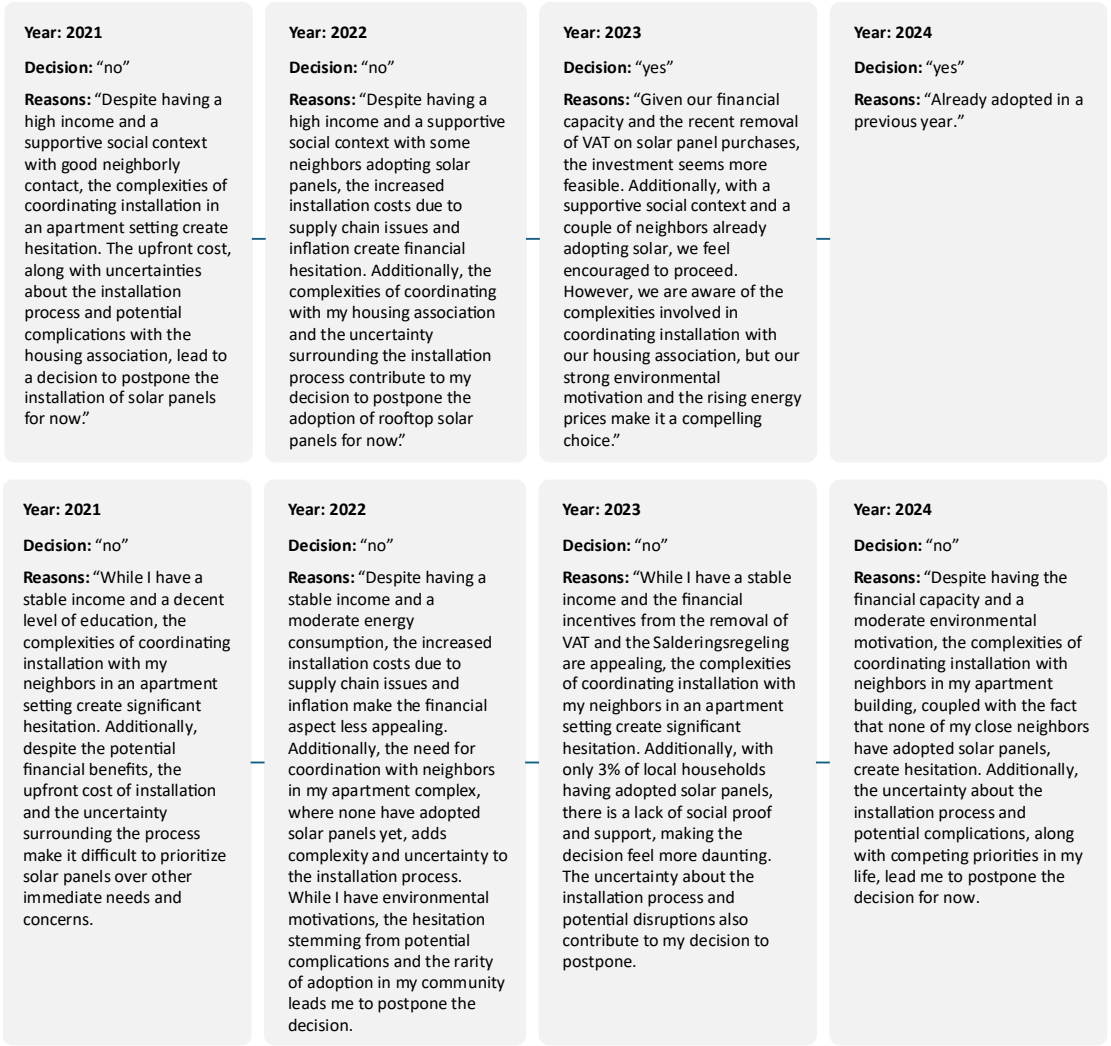 Year: 2021
Decision: “no”
Reasons: “Despite having a
high income and a
supportive social context
with good neighborly
contact, the complexities of
coordinating installation in
an apartment setting create
hesitation. The upfront cost,
along with uncertainties
about the installation
process and potential
complications with the
housing association, lead to
a decision to postpone the
installation of solar panels
for now.”
Year: 2022
Decision: “no”
Reasons: “Despite having a
high income and a supportive
social context with some
neighbors adopting solar
panels, the increased
installation costs due to
supply chain issues and
inflation create financial
hesitation. Additionally, the
complexities of coordinating
with my housing association
and the uncertainty
surrounding the installation
process contribute to my
decision to postpone the
adoption of rooftop solar
panels for now.”
Year: 2023
Decision: “yes”
Reasons: “Given our financial
capacity and the recent removal
of VAT on solar panel purchases,
the investment seems more
feasible. Additionally, with a
supportive social context and a
couple of neighbors already
adopting solar, we feel
encouraged to proceed.
However, we are aware of the
complexities involved in
coordinating installation with
our housing association, but our
strong environmental
motivation and the rising energy
prices make it a compelling
choice.”
Year: 2024
Decision: “yes”
Reasons: “Already adopted in a
previous year.”
Year: 2021
Decision: “no”
Reasons: “While I have a
stable income and a decent
level of education, the
complexities of coordinating
installation with my
neighbors in an apartment
setting create significant
hesitation. Additionally,
despite the potential
financial benefits, the
upfront cost of installation
and the uncertainty
surrounding the process
make it difficult to prioritize
solar panels over other
immediate needs and
concerns.
Year: 2022
Decision: “no”
Reasons: “Despite having a
stable income and a
moderate energy
consumption, the increased
installation costs due to
supply chain issues and
inflation make the financial
aspect less appealing.
Additionally, the need for
coordination with neighbors
in my apartment complex,
where none have adopted
solar panels yet, adds
complexity and uncertainty to
the installation process.
While I have environmental
motivations, the hesitation
stemming from potential
complications and the rarity
of adoption in my community
leads me to postpone the
decision.
Year: 2023
Decision: “no”
Reasons: “While I have a stable
income and the financial
incentives from the removal of
VAT and the Salderingsregeling
are appealing, the complexities
of coordinating installation with
my neighbors in an apartment
setting create significant
hesitation. Additionally, with
only 3% of local households
having adopted solar panels,
there is a lack of social proof
and support, making the
decision feel more daunting.
The uncertainty about the
installation process and
potential disruptions also
contribute to my decision to
postpone.
Year: 2024
Decision: “no”
Reasons: “Despite having the
financial capacity and a
moderate environmental
motivation, the complexities of
coordinating installation with
neighbors in my apartment
building, coupled with the fact
that none of my close neighbors
have adopted solar panels,
create hesitation. Additionally,
the uncertainty about the
installation process and
potential complications, along
with competing priorities in my
life, lead me to postpone the
decision for now.